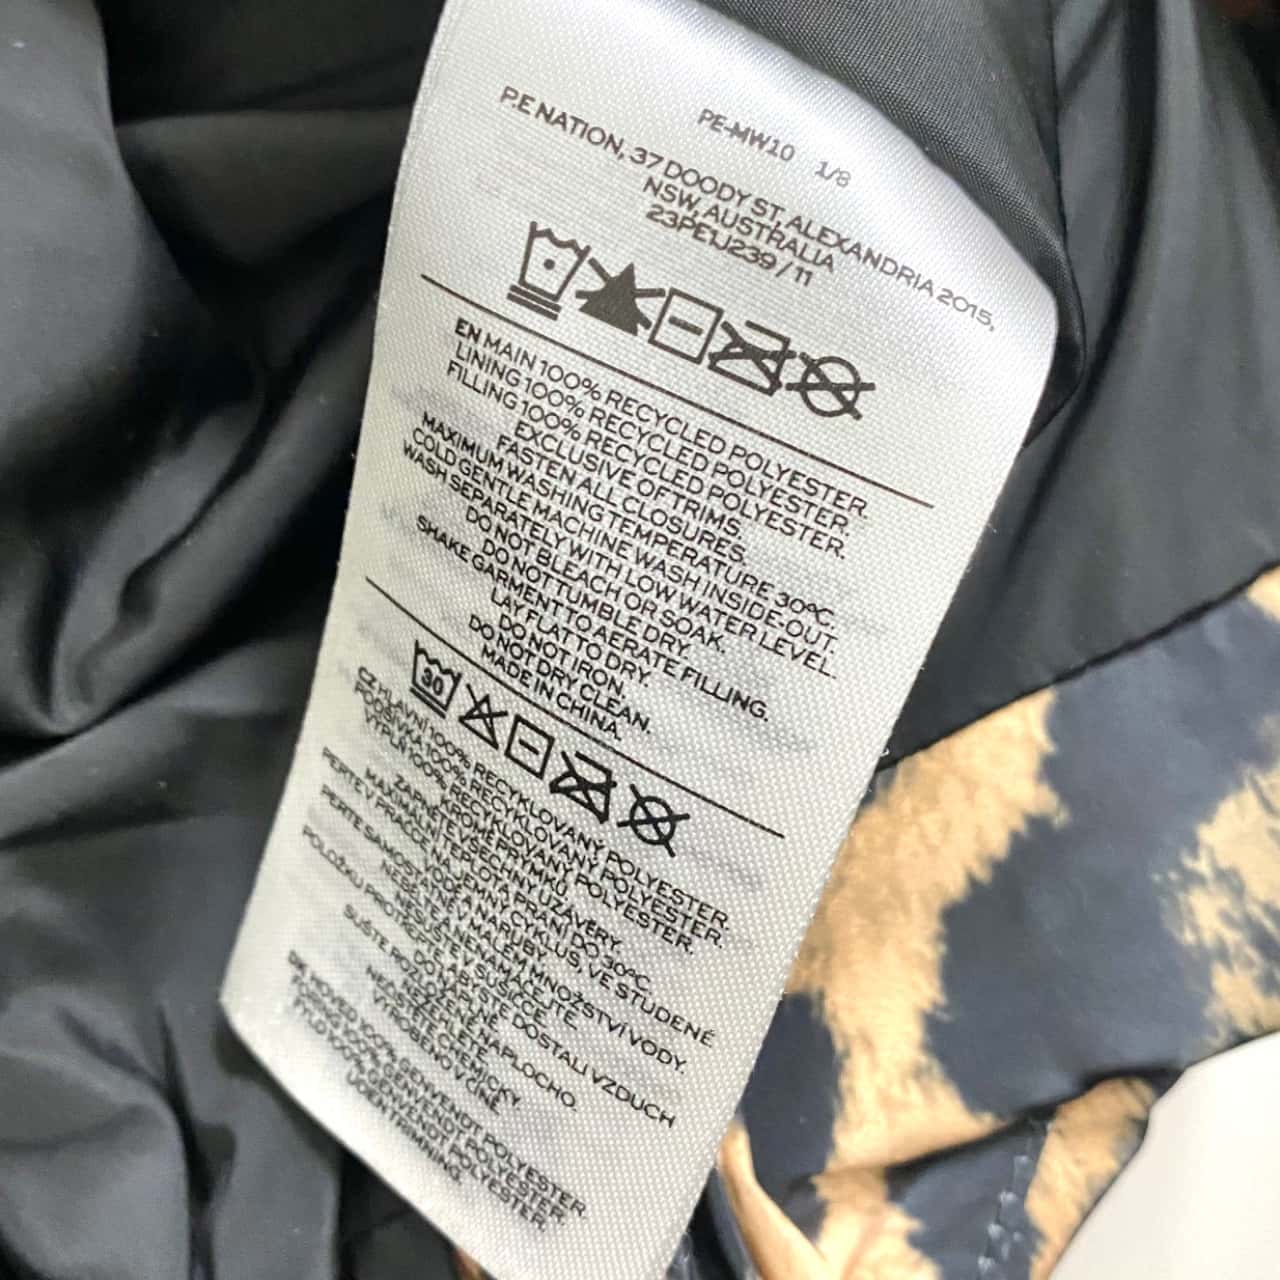 PE-MW10 1/8
P.E NATION, 37 DOODY ST, ALEXANDRIA 2015,
NSW, AUSTRALIA
23PE1J239 / 11
EN MAIN 100% RECYCLED POLYESTER.
LINING 100% RECYCLED POLYESTER.
FILLING 100% RECYCLED POLYESTER.
EXCLUSIVE OF TRIMS.
FASTEN ALL CLOSURES.
MAXIMUM WASHING TEMPERATURE 30ºC.
COLD GENTLE MACHINE WASH INSIDE-OUT.
WASH SEPARATELY WITH LOW WATER LEVEL.
DO NOT BLEACH OR SOAK.
DO NOT TUMBLE DRY.
SHAKE GARMENT TO AERATE FILLING.
LAY FLAT TO DRY.
DO NOT IRON.
DO NOT DRY CLEAN.
MADE IN CHINA
30
CZ HLAVNÍ 100% RECYKLOVANÝ POLYESTER.
PODŠÍVKA 100% RECYKLOVANÝ POLYESTER.
VÝPLŇ 100% RECYKLOVANÝ POLYESTER.
KROMĚ PRÝMKŮ.
ZAPNĚTE VŠECHNY UZÁVĚRY.
MAXIMÁLNÍ TEPLOTA PRANÍ DO 30ºC.
PERTE V PRAČCE NA JEMNÝ CYKLUS, VE STUDENÉ
VODĚ A NARUBY.
PERTE SAMOSTATNĚ V MALÉM MNOŽSTVÍ VODY.
NEBĚLTE A NENAMÁČEJTE.
NESUŠTE V SUŠIČCE.
POLOŽKU PROTŘEPTE, ABYSTE DOSTALI VZDUCH
DO VÝPLNĚ.
SUŠTE ROZLOŽENÉ NAPLOCHO.
NEŽEHLETE.
NEČISTĚTE CHEMICKY.
VYROBENO V ČÍNĚ.
DK HOVED 100% GENVENDT POLYESTER.
FORING 100% GENVENDT POLYESTER.
FYLD 100% GENVENDT POLYESTER.
UDEN TRIMNING.